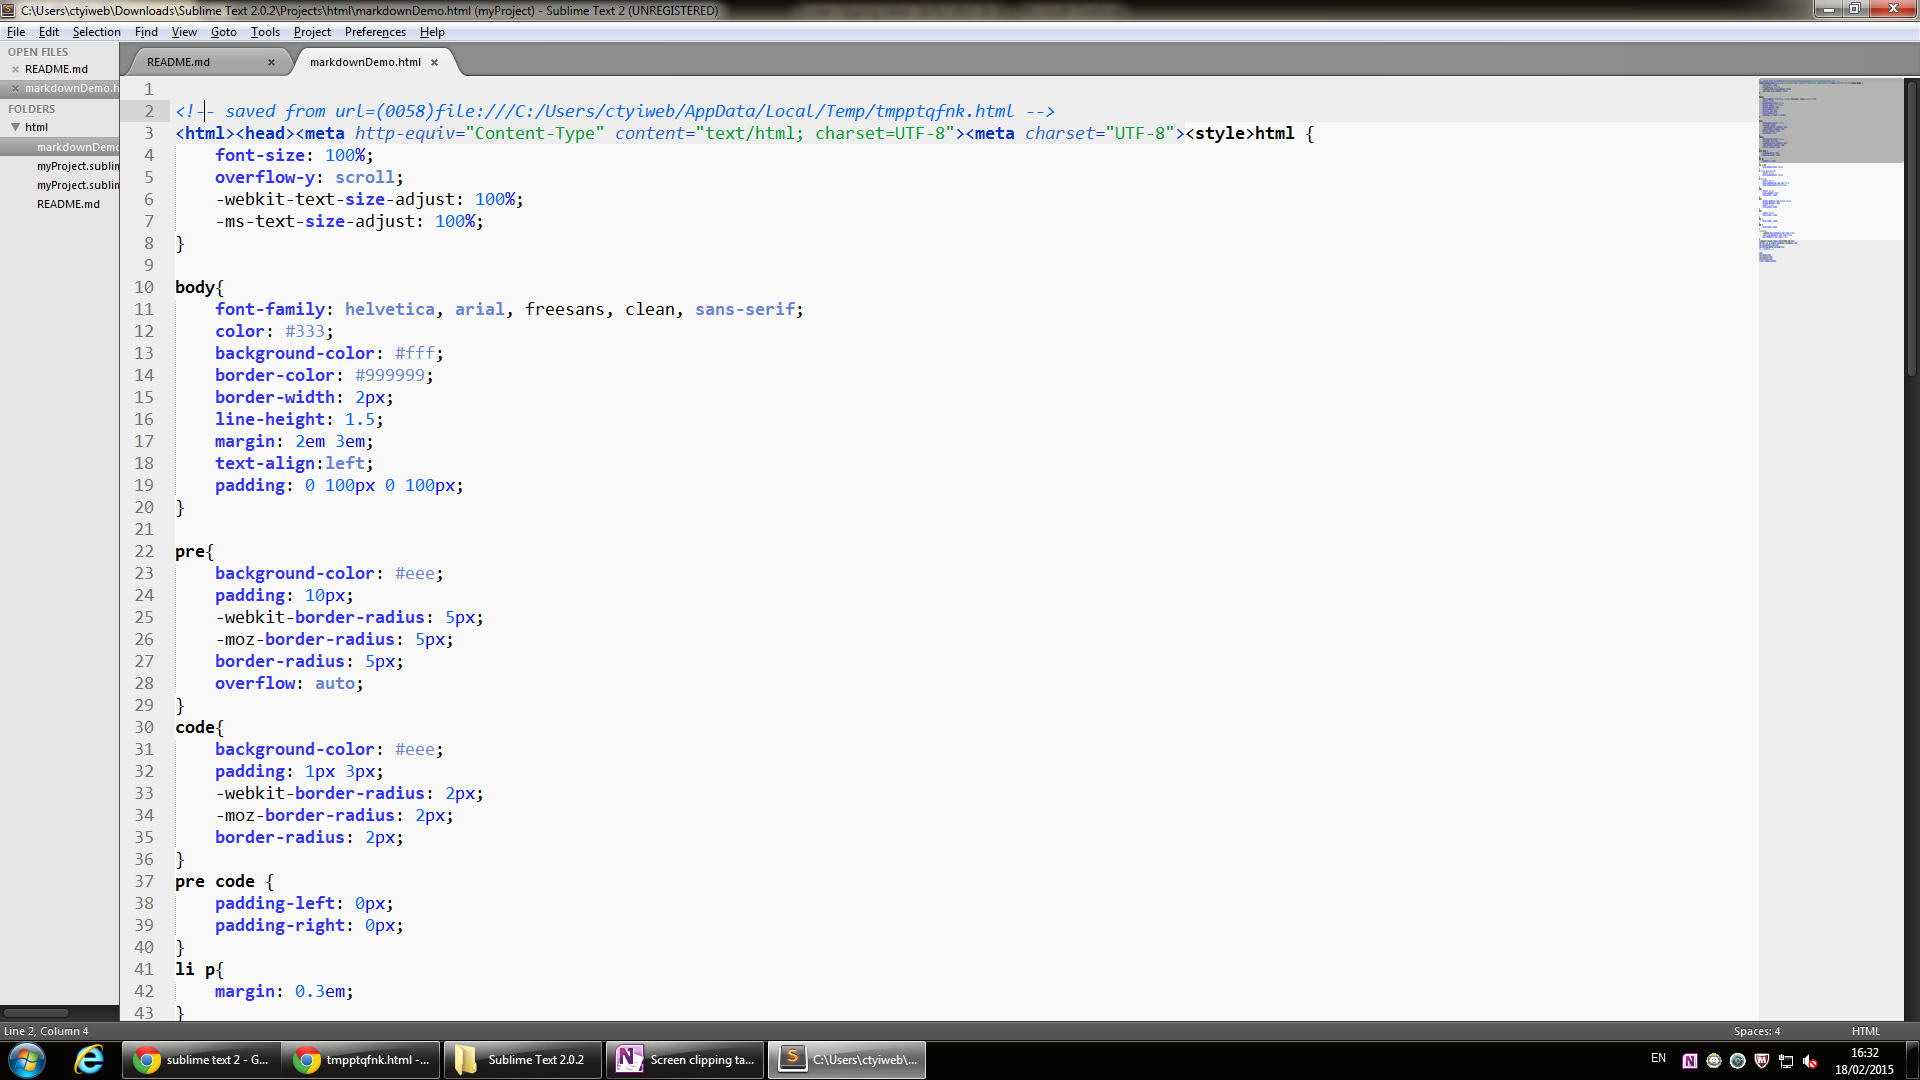 C:\Users\ctyiweb\Downloads\Sublime Text 2.0.2\Projects\html\markdownDemo.html (myProject) - Sublime Text 2 (UNREGISTERED)
File Edit Selection Find View Goto Tools Project Preferences Help
OPEN FILES
README.md
markdownDemo.h
FOLDERS
html
markdownDemo
myProject.sublim
myProject.sublim
README.md
README.md markdownDemo.html
1
2 <!-- saved from url=(0058)file:///C:/Users/ctyiweb/AppData/Local/Temp/tmpptqfnk.html -->
3 <html><head><meta http-equiv="Content-Type" content="text/html; charset=UTF-8"><meta charset="UTF-8"><style>html {
4 font-size: 100%;
5 overflow-y: scroll;
6 -webkit-text-size-adjust: 100%;
7 -ms-text-size-adjust: 100%;
8 }
9
10 body{
11 font-family: helvetica, arial, freesans, clean, sans-serif;
12 color: #333;
13 background-color: #fff;
14 border-color: #999999;
15 border-width: 2px;
16 line-height: 1.5;
17 margin: 2em 3em;
18 text-align:left;
19 padding: 0 100px 0 100px;
20 }
21
22 pre{
23 background-color: #eee;
24 padding: 10px;
25 -webkit-border-radius: 5px;
26 -moz-border-radius: 5px;
27 border-radius: 5px;
28 overflow: auto;
29 }
30 code{
31 background-color: #eee;
32 padding: 1px 3px;
33 -webkit-border-radius: 2px;
34 -moz-border-radius: 2px;
35 border-radius: 2px;
36 }
37 pre code {
38 padding-left: 0px;
39 padding-right: 0px;
40 }
41 li p{
42 margin: 0.3em;
43 }
Line 2, Column 4 Spaces: 4 HTML
sublime text 2 - G... tmpptqfnk.html -... Sublime Text 2.0.2 Screen clipping ta... C:\Users\ctyiweb\... EN 16:32
18/02/2015